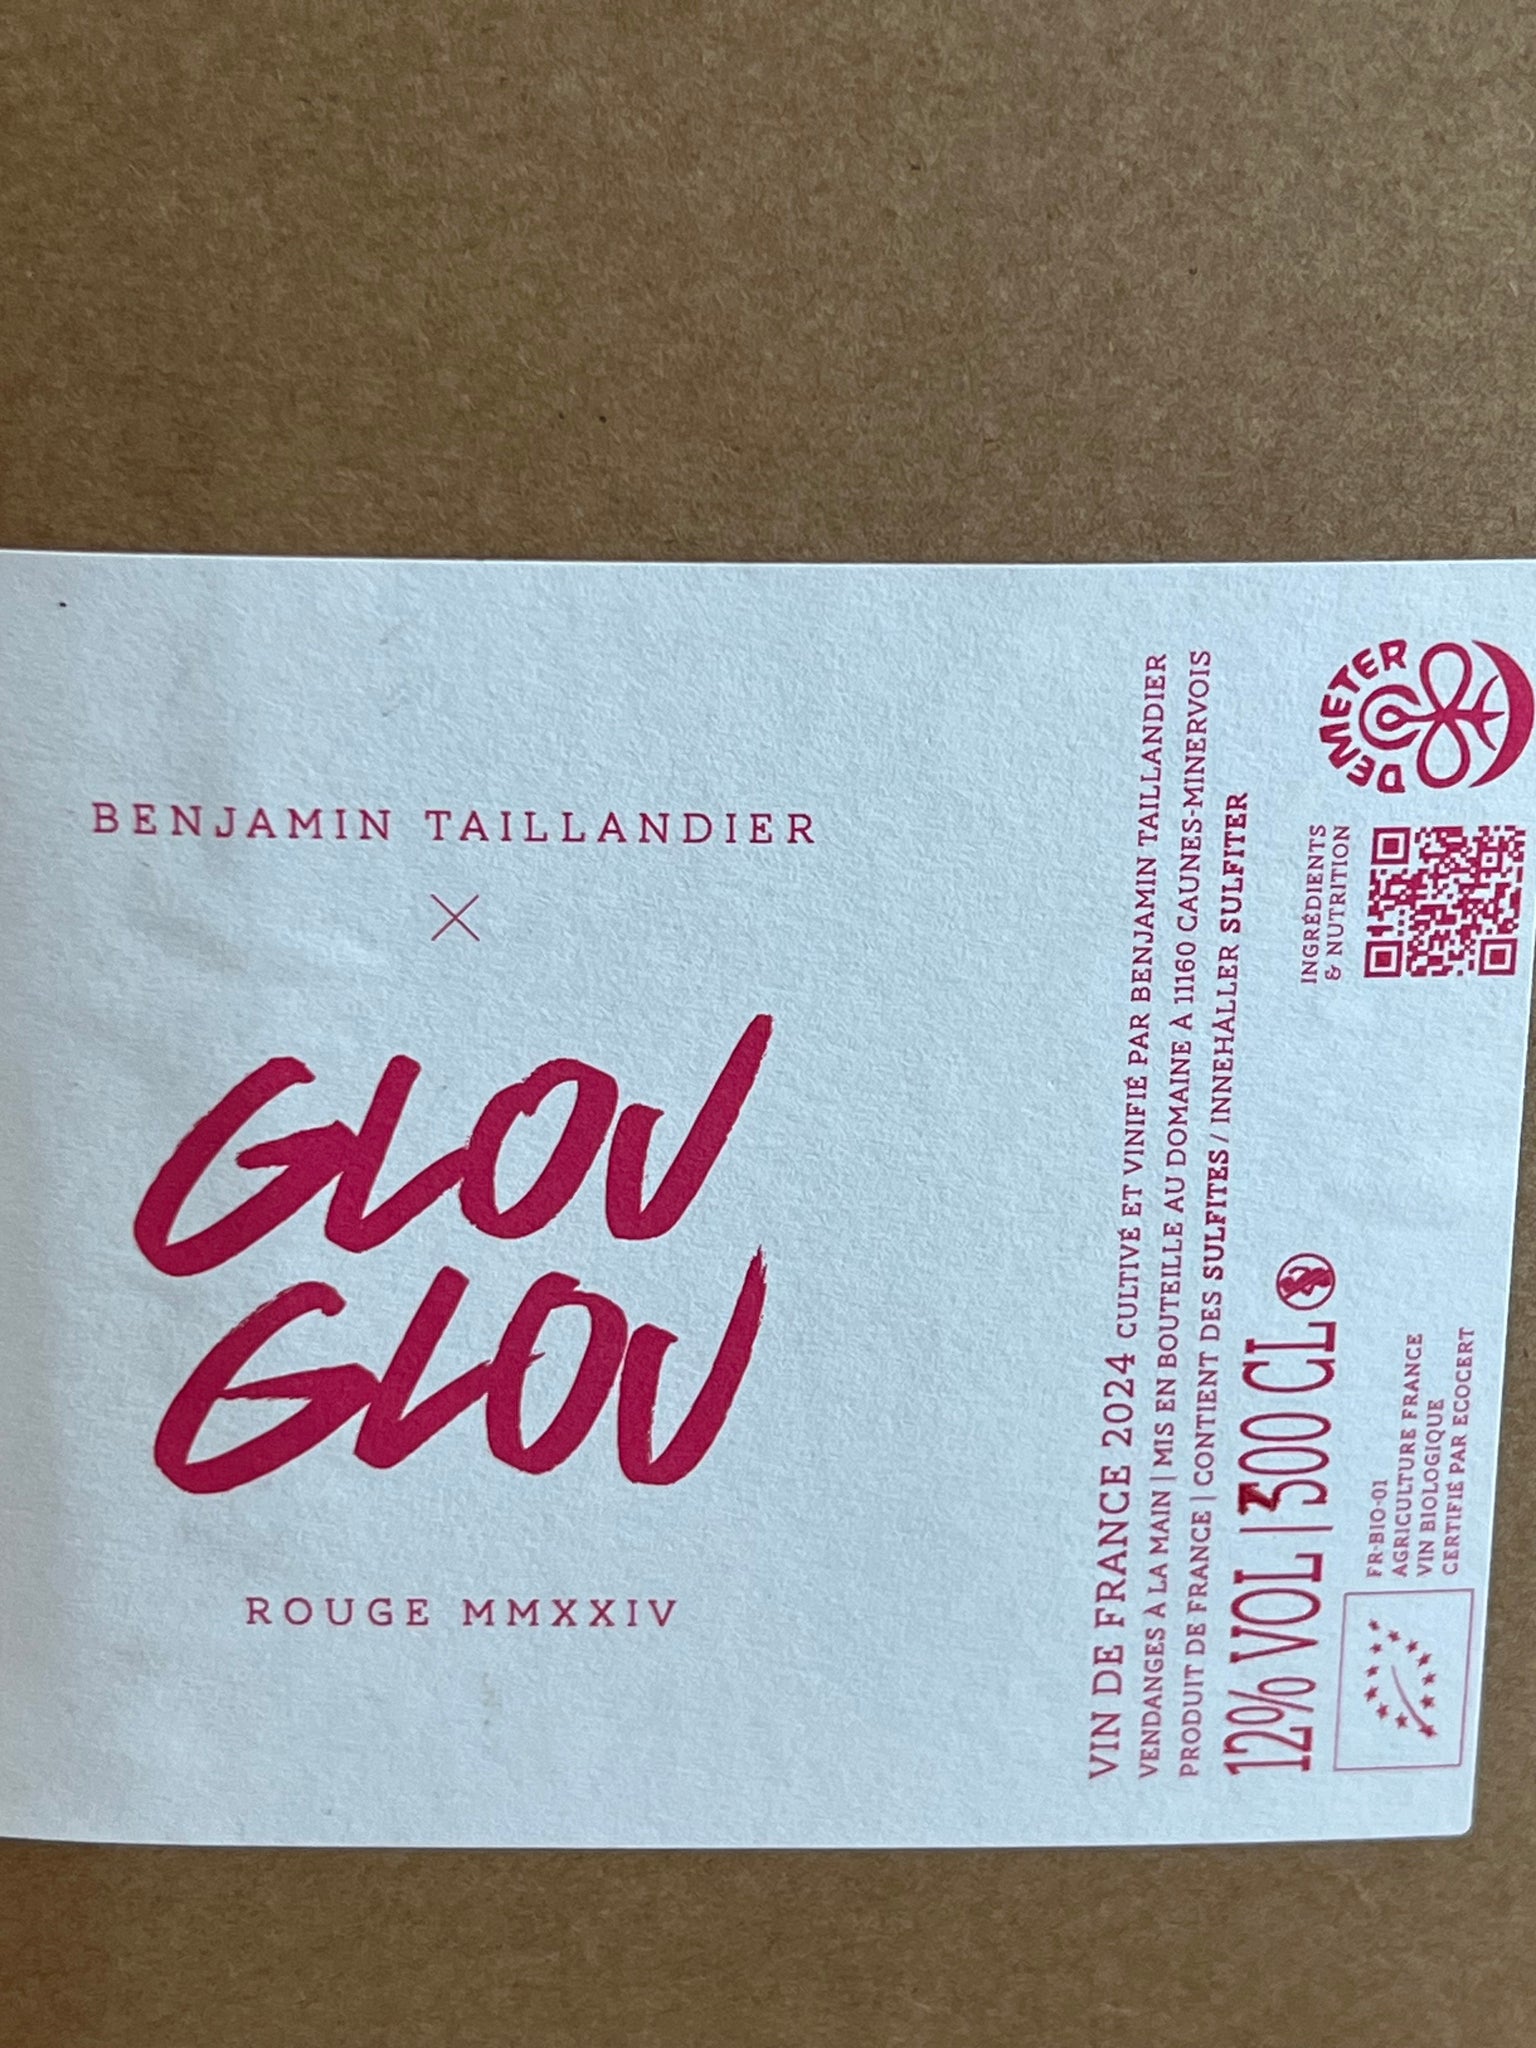 BENJAMIN TAILLANDIER
X
GLOU
GLOU
ROUGE MMXXIV
VIN DE FRANCE 2024 CULTIVÉ ET VINIFIÉ PAR BENJAMIN TAILLANDIER
VENDANGES À LA MAIN | MIS EN BOUTEILLE AU DOMAINE À 11160 CAUNES-MINERVOIS
PRODUIT DE FRANCE | CONTIENT DES SULFITES / INNEHÅLLER SULFITER
12% VOL | 300 CL
FR-BIO-01
AGRICULTURE FRANCE
VIN BIOLOGIQUE
CERTIFIÉ PAR ECOCERT
INGRÉDIENTS
& NUTRITION
DEMETER